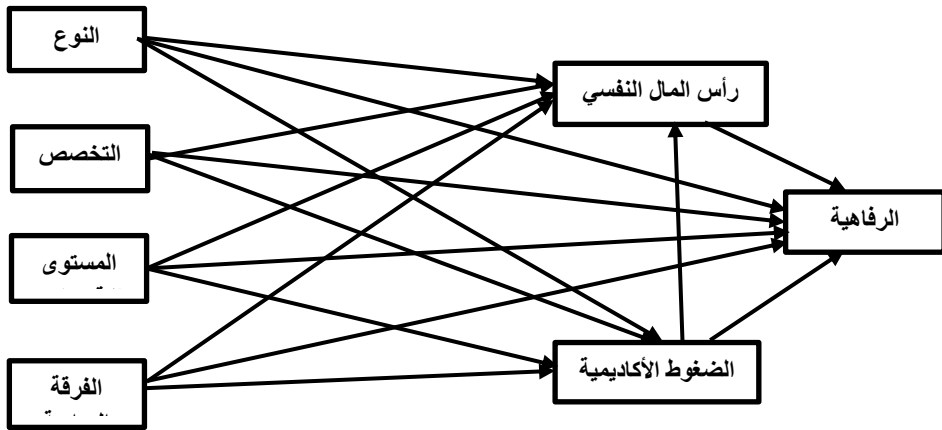 النوع
رأس المال النفسي
التخصص
الرفاهية
المستوى
الضغوط الأكاديمية
الفرقة